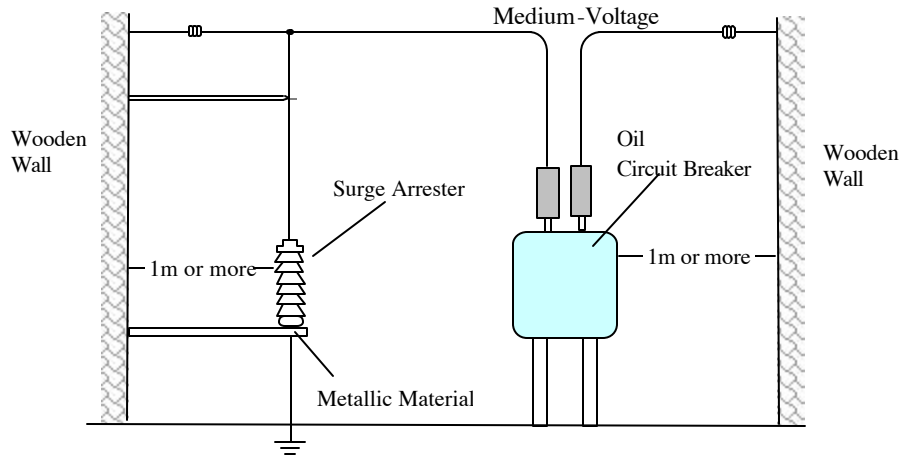 Medium-Voltage
Wooden
Wall
Oil
Circuit Breaker
Wooden
Wall
Surge Arrester
1m or more
1m or more
Metallic Material